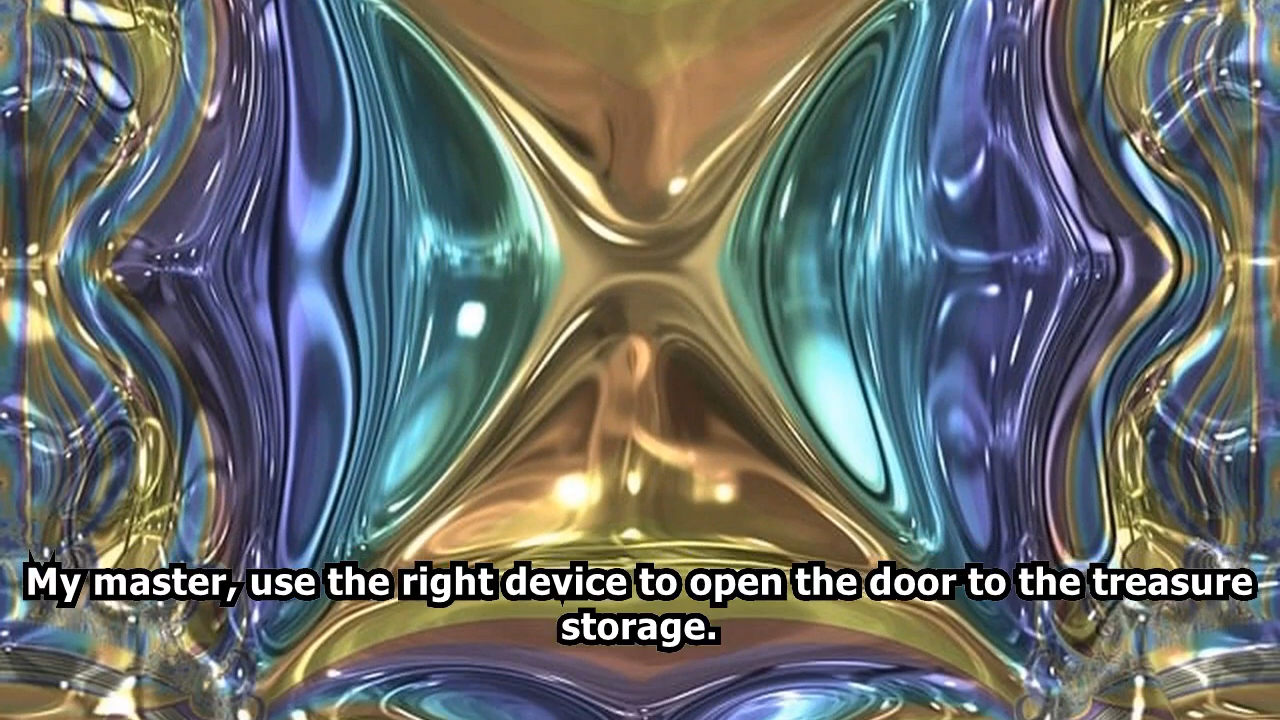 My master, use the right device to open the door to the treasure
storage.